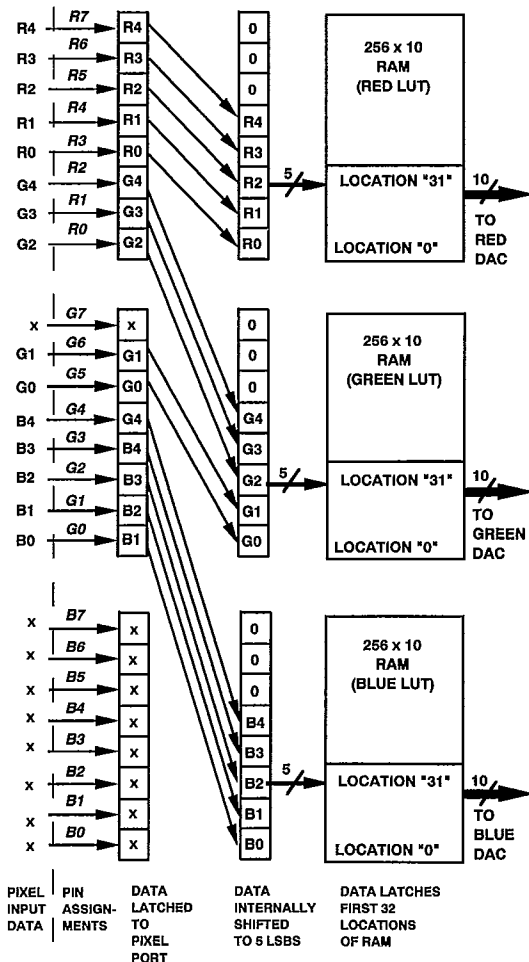 R4 R7 R4 0
R3 R6 R3 0
R2 R5 R2 0
R1 R4 R1 R4
R0 R3 R0 R3
G4 R2 G4 R2
G3 R1 G3 R1
G2 R0 G2 R0
5
256 x 10
RAM
(RED LUT)
LOCATION "31"
LOCATION "0"
10
TO
RED
DAC
x G7 x 0
G1 G6 G1 0
G0 G5 G0 0
B4 G4 G4 G4
B3 G3 B4 G3
B2 G2 B3 G2
B1 G1 B2 G1
B0 G0 B1 G0
5
256 x 10
RAM
(GREEN LUT)
LOCATION "31"
LOCATION "0"
10
TO
GREEN
DAC
x B7 x 0
x B6 x 0
x B5 x 0
x B4 x B4
x B3 x B3
x B2 x B2
x B1 x B1
x B0 x B0
5
256 x 10
RAM
(BLUE LUT)
LOCATION "31"
LOCATION "0"
10
TO
BLUE
DAC
PIXEL
INPUT
DATA
PIN
ASSIGN-
MENTS
DATA
LATCHED
TO
PIXEL
PORT
DATA
INTERNALLY
SHIFTED
TO 5 LSBS
DATA LATCHES
FIRST 32
LOCATIONS
OF RAM